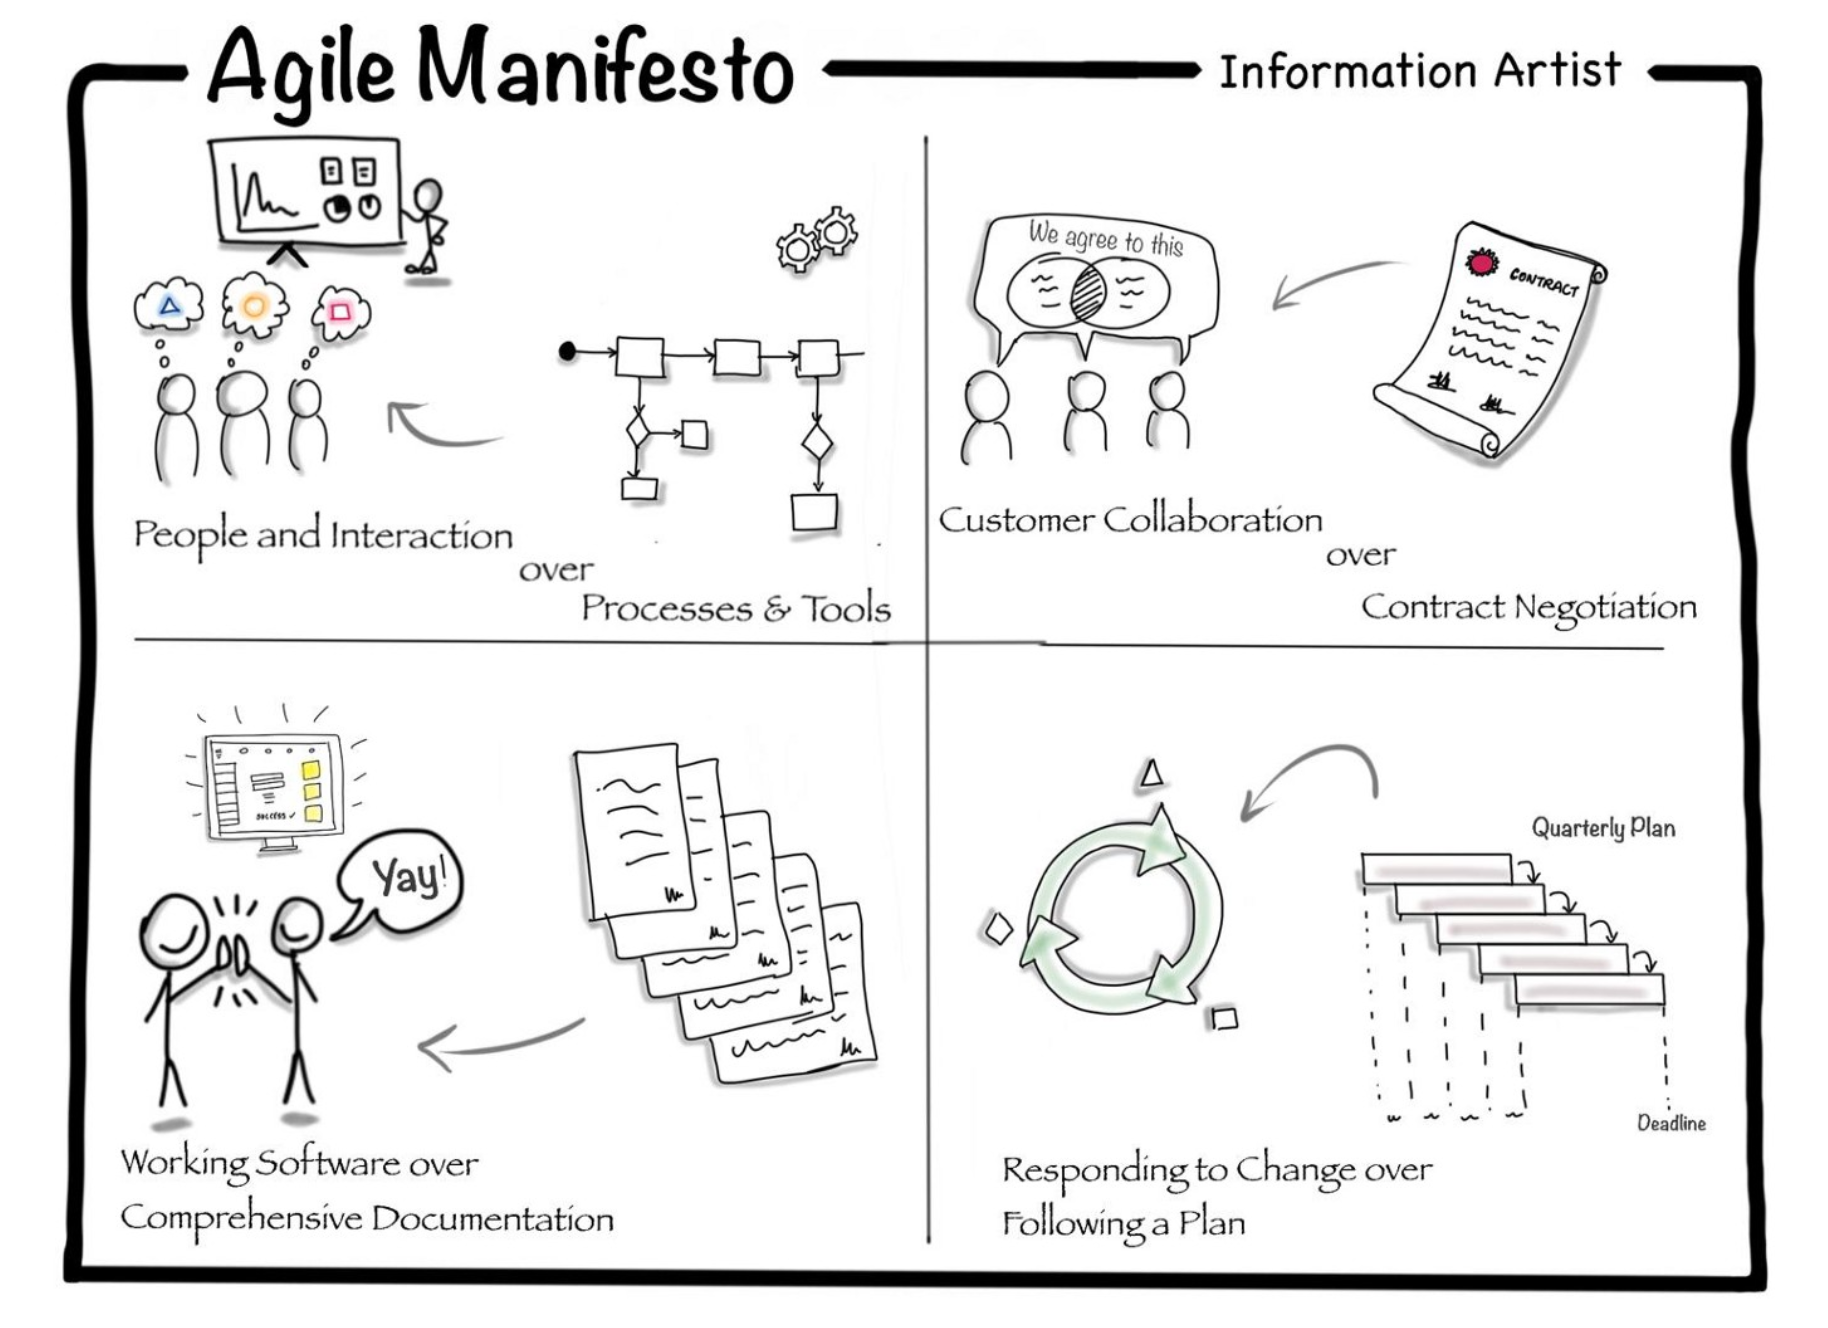 Agile Manifesto
Information Artist
People and Interaction
over
Processes & Tools
We agree to this
CONTRACT
Customer Collaboration
over
Contract Negotiation
SUCCESS ✓
Yay!
Working Software over
Comprehensive Documentation
Quarterly Plan
Deadline
Responding to Change over
Following a Plan